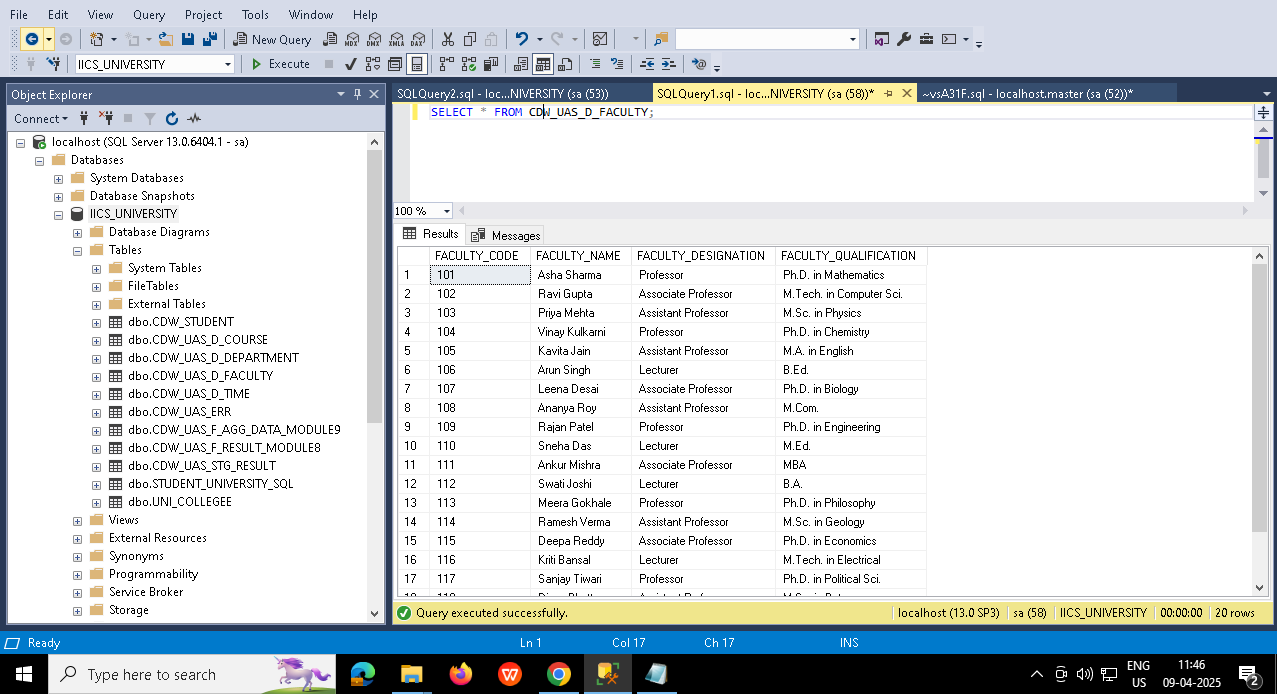 File Edit View Query Project Tools Window Help
New Query MDX DMX XMLA DAX
IICS_UNIVERSITY Execute
Object Explorer
Connect
localhost (SQL Server 13.0.6404.1 - sa)
Databases
System Databases
Database Snapshots
IICS_UNIVERSITY
Database Diagrams
Tables
System Tables
FileTables
External Tables
dbo.CDW_STUDENT
dbo.CDW_UAS_D_COURSE
dbo.CDW_UAS_D_DEPARTMENT
dbo.CDW_UAS_D_FACULTY
dbo.CDW_UAS_D_TIME
dbo.CDW_UAS_ERR
dbo.CDW_UAS_F_AGG_DATA_MODULE9
dbo.CDW_UAS_F_RESULT_MODULE8
dbo.CDW_UAS_STG_RESULT
dbo.STUDENT_UNIVERSITY_SQL
dbo.UNI_COLLEGEE
Views
External Resources
Synonyms
Programmability
Service Broker
Storage
SQLQuery2.sql - loc...NIVERSITY (sa (53)) SQLQuery1.sql - loc...NIVERSITY (sa (58))* ~vsA31F.sql - localhost.master (sa (52))*
SELECT * FROM CDW_UAS_D_FACULTY;
100 %
Results Messages
FACULTY_CODE FACULTY_NAME FACULTY_DESIGNATION FACULTY_QUALIFICATION
1 101 Asha Sharma Professor Ph.D. in Mathematics
2 102 Ravi Gupta Associate Professor M.Tech. in Computer Sci.
3 103 Priya Mehta Assistant Professor M.Sc. in Physics
4 104 Vinay Kulkarni Professor Ph.D. in Chemistry
5 105 Kavita Jain Assistant Professor M.A. in English
6 106 Arun Singh Lecturer B.Ed.
7 107 Leena Desai Associate Professor Ph.D. in Biology
8 108 Ananya Roy Assistant Professor M.Com.
9 109 Rajan Patel Professor Ph.D. in Engineering
10 110 Sneha Das Lecturer M.Ed.
11 111 Ankur Mishra Associate Professor MBA
12 112 Swati Joshi Lecturer B.A.
13 113 Meera Gokhale Professor Ph.D. in Philosophy
14 114 Ramesh Verma Assistant Professor M.Sc. in Geology
15 115 Deepa Reddy Associate Professor Ph.D. in Economics
16 116 Kriti Bansal Lecturer M.Tech. in Electrical
17 117 Sanjay Tiwari Professor Ph.D. in Political Sci.
Query executed successfully. localhost (13.0 SP3) sa (58) IICS_UNIVERSITY 00:00:00 20 rows
Ready Ln 1 Col 17 Ch 17 INS
Type here to search
ENG 11:46
US 09-04-2025 2